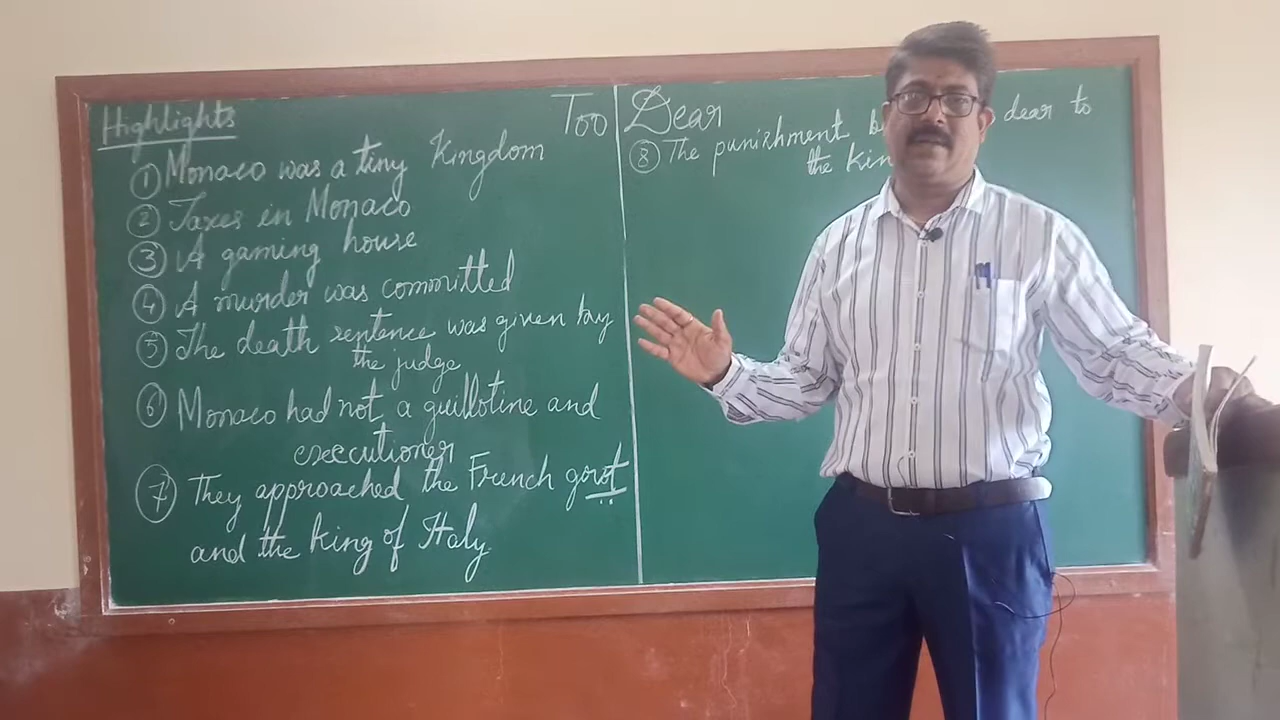 Highlights
Too Dear
① Monaco was a tiny Kingdom
② Taxes in Monaco
③ A gaming house
④ A murder was committed
⑤ The death sentence was given by
the judge
⑥ Monaco had not a guillotine and
executioner
⑦ They approached the French govt
and the king of Italy.
⑧ The punishment dear to
the